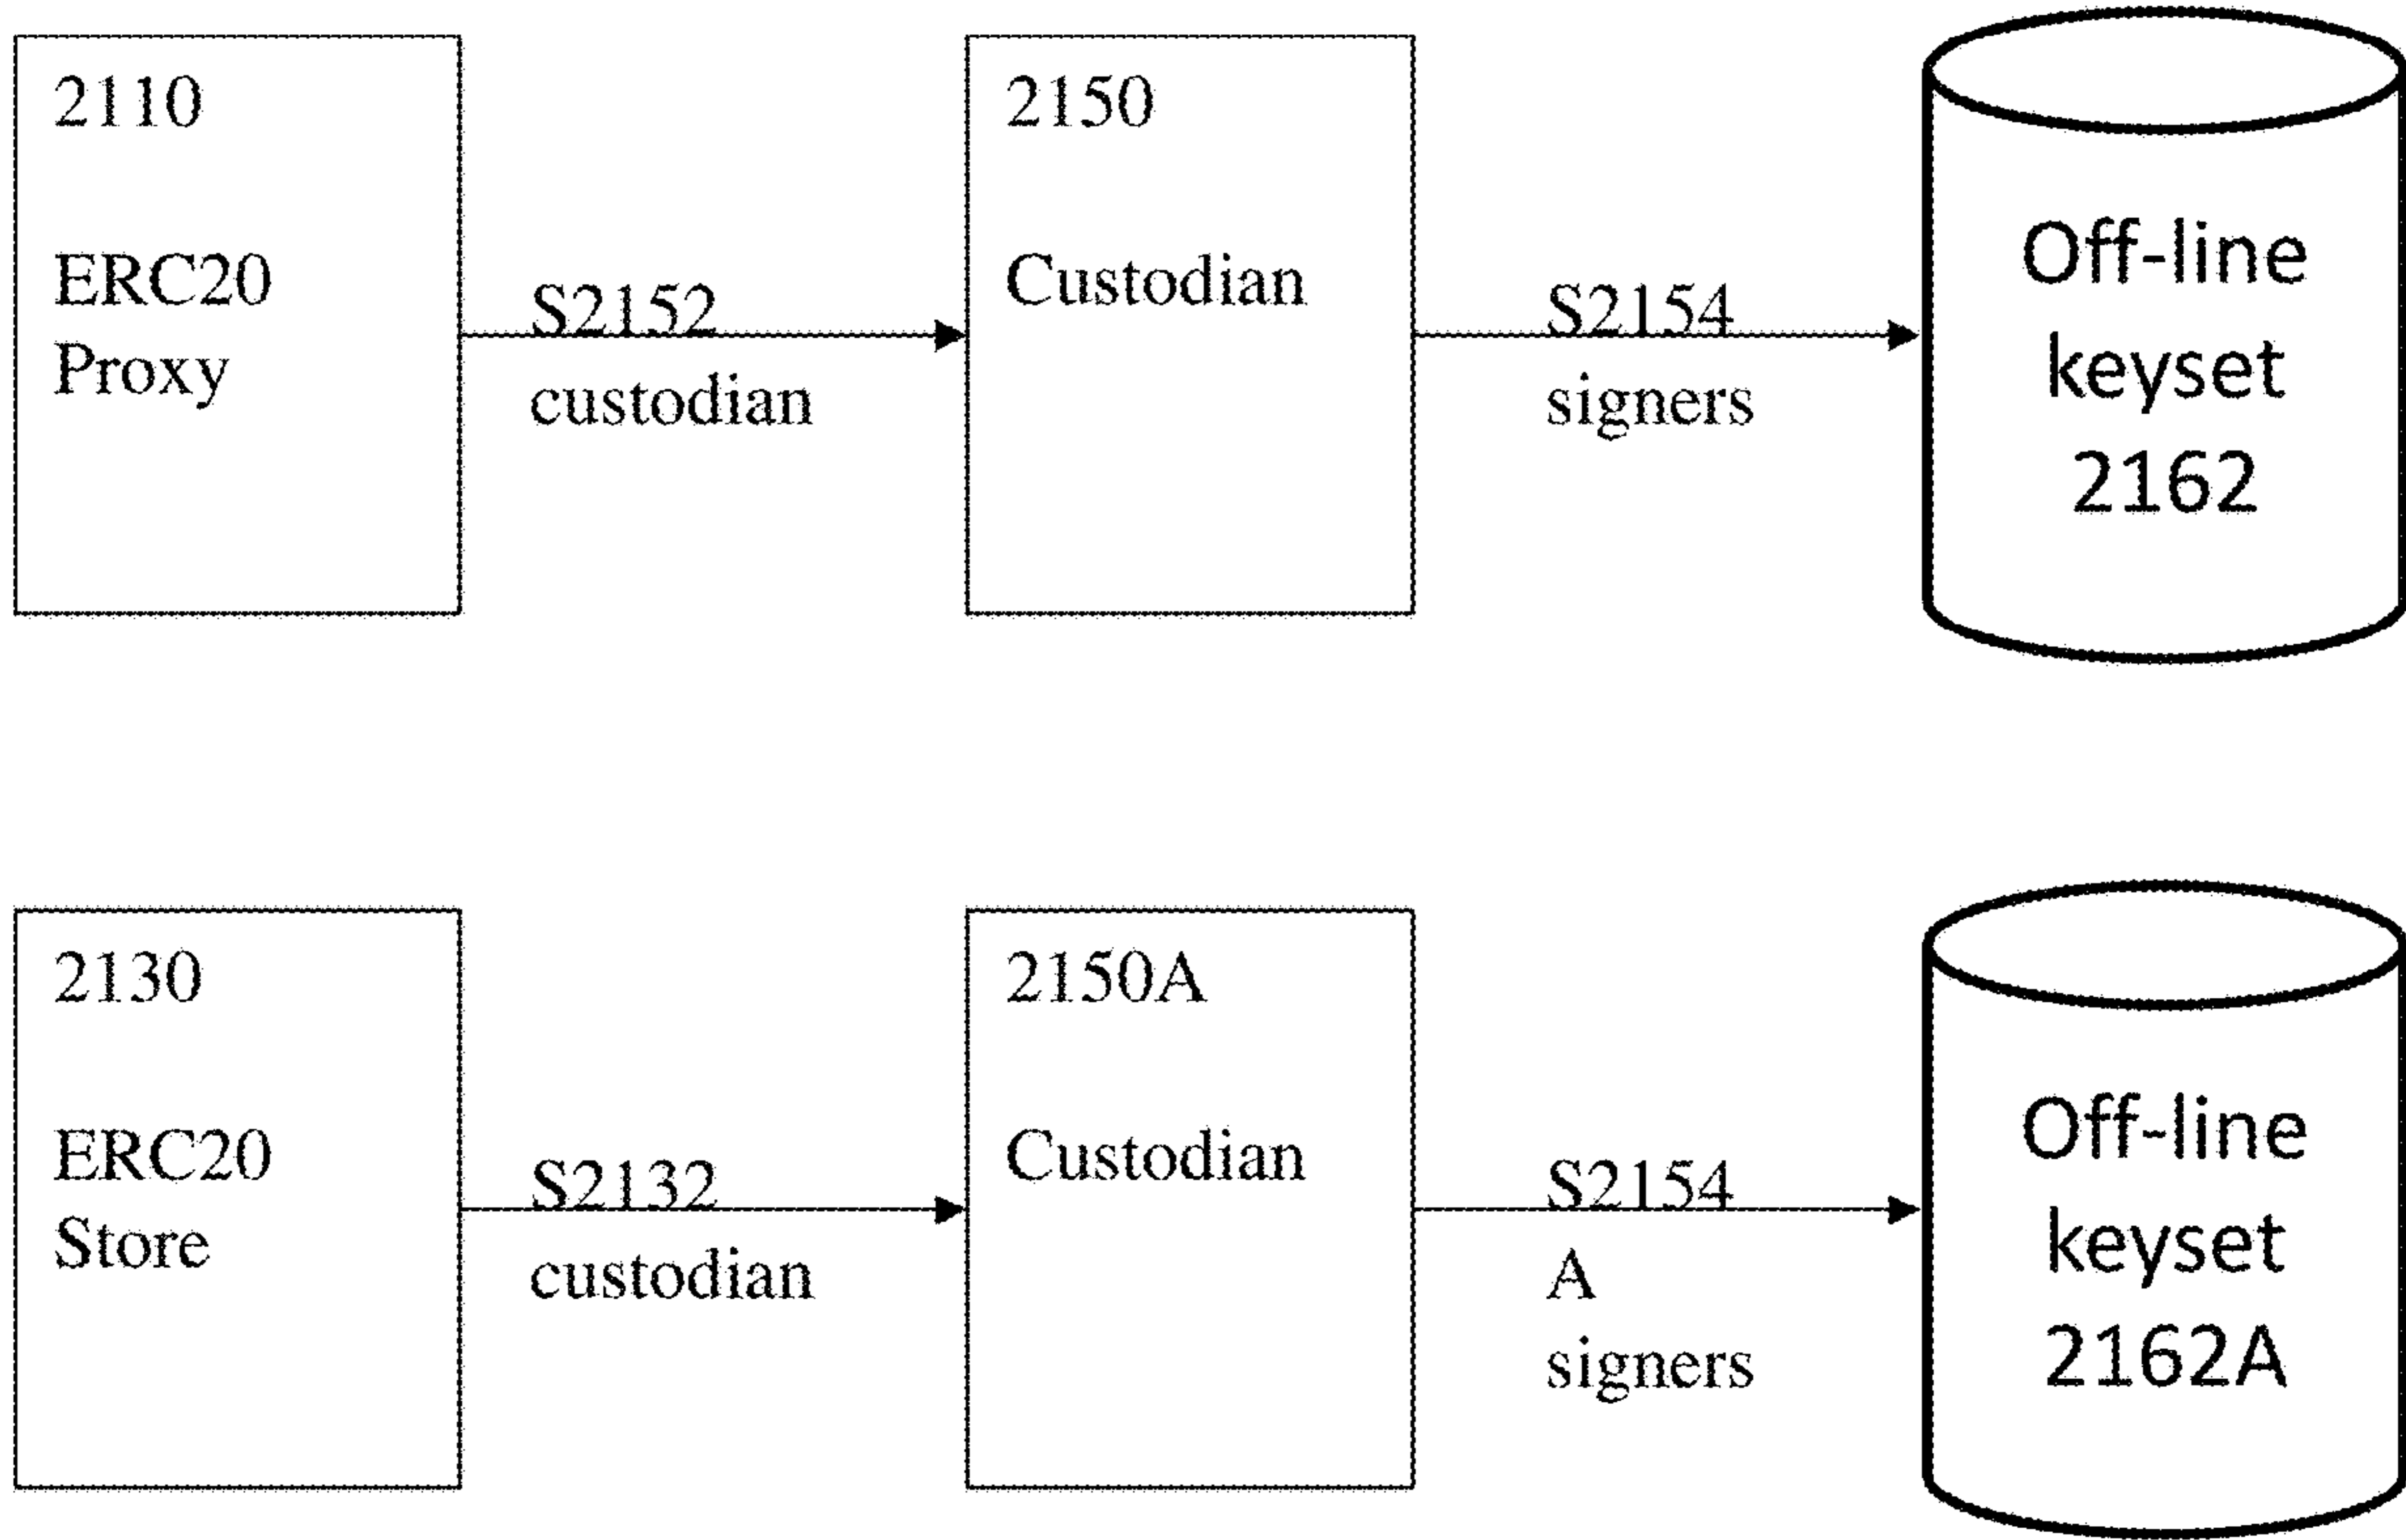 2110
ERC20
Proxy
S2152
custodian
2150
Custodian
S2154
signers
Off-line
keyset
2162
2130
ERC20
Store
S2132
custodian
2150A
Custodian
S2154
A
signers
Off-line
keyset
2162A